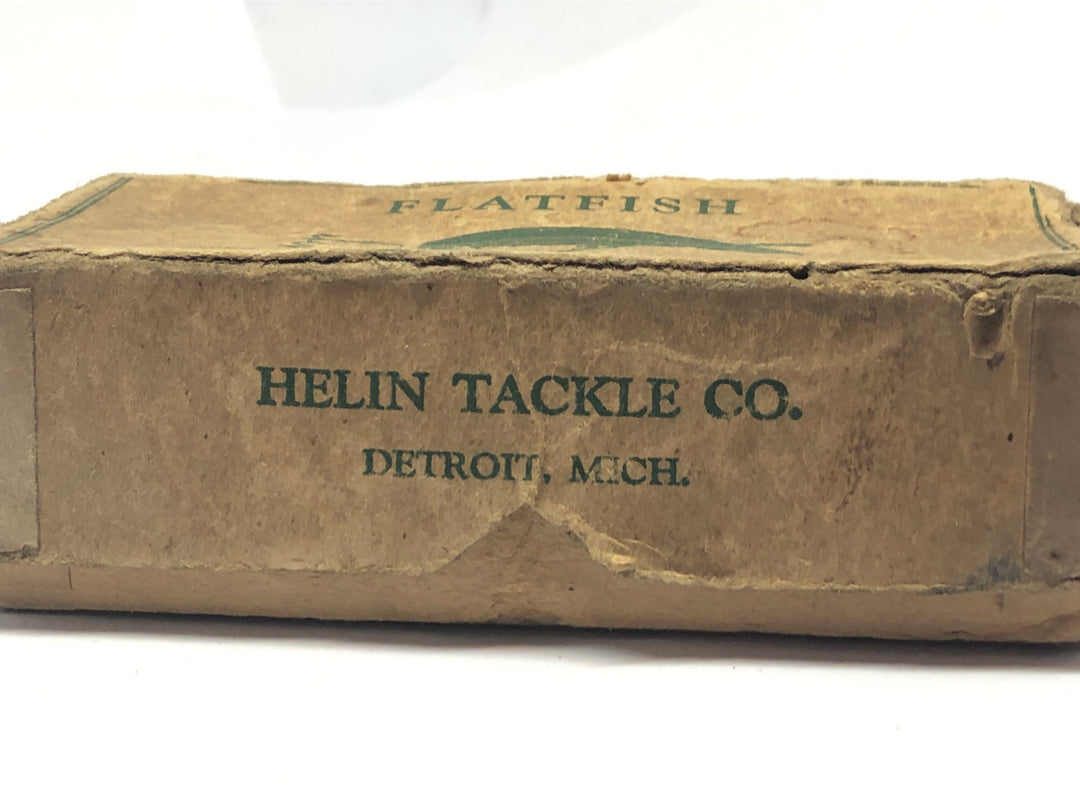 FLATFISH
HELIN TACKLE CO.
DETROIT, MICH.